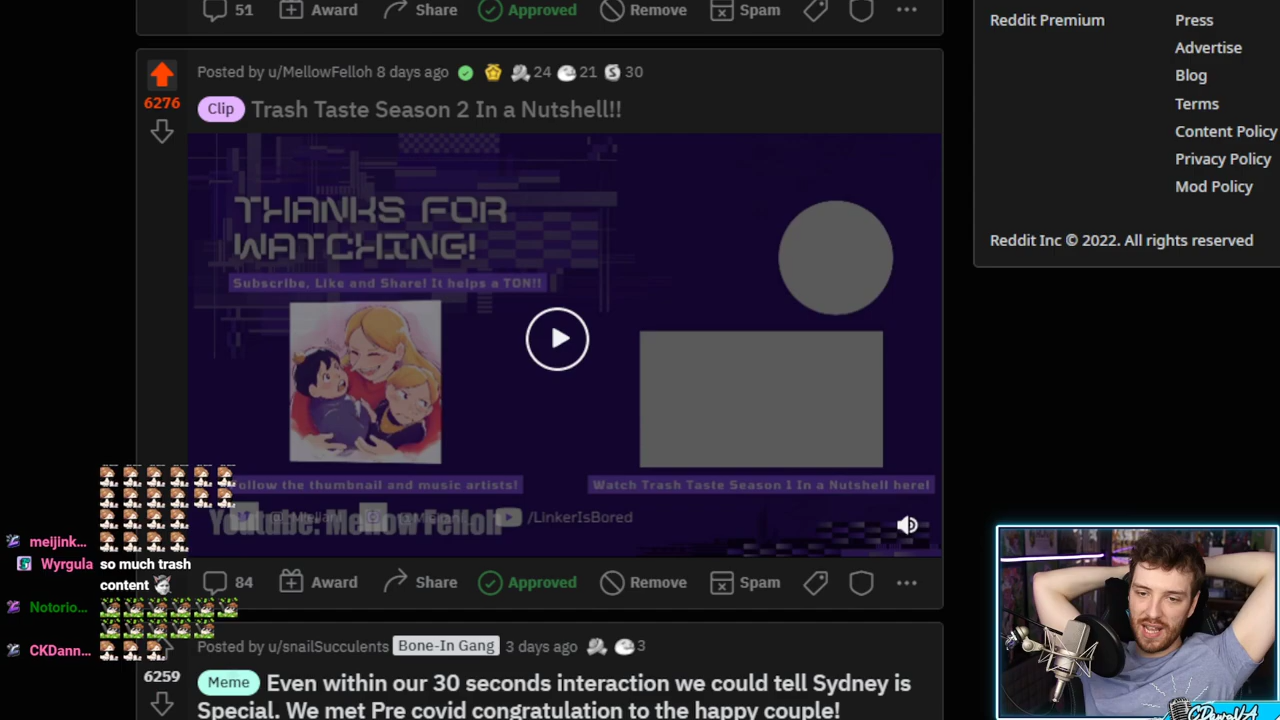 51 Award Share Approved Remove Spam
Reddit Premium
Press
Advertise
Blog
Terms
Content Policy
Privacy Policy
Mod Policy
Reddit Inc © 2022. All rights reserved
Posted by u/MellowFelloh 8 days ago 24 21 30
6276
Clip Trash Taste Season 2 In a Nutshell!!
THANKS FOR
WATCHING!
Subscribe, Like and Share! It helps a TON!!
Follow the thumbnail and music artists!
Watch Trash Taste Season 1 In a Nutshell here!
Youtube: Mellow Felloh
/LinkerIsBored
84 Award Share Approved Remove Spam
meijink...
Wyrgula so much trash
content
Notorio...
CKDann...
Posted by u/snailSucculents Bone-In Gang 3 days ago 3
6259
Meme Even within our 30 seconds interaction we could tell Sydney is
Special. We met Pre covid congratulation to the happy couple!